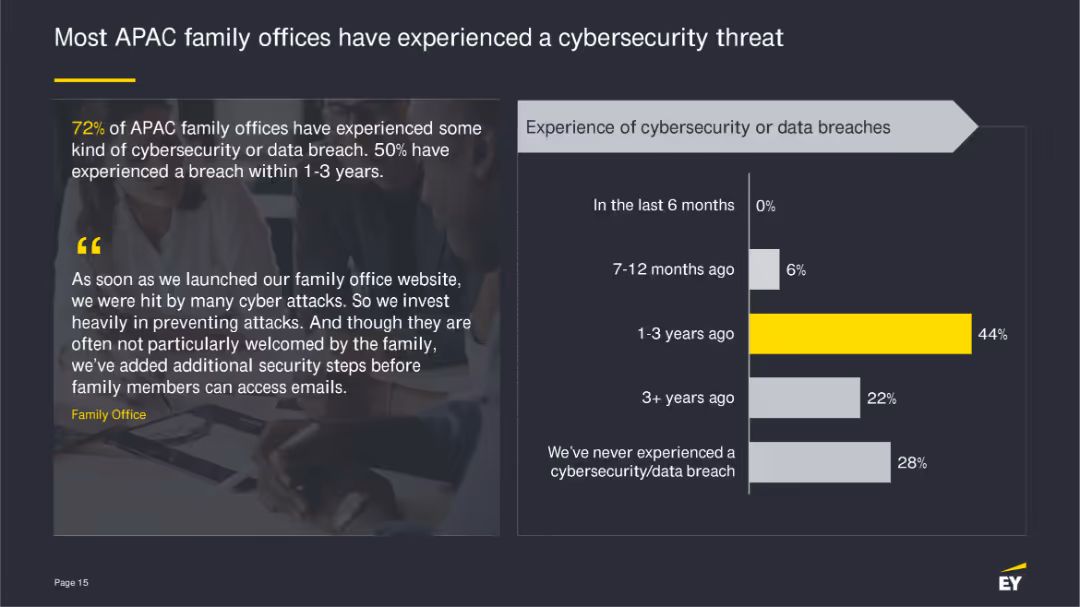 Most APAC family offices have experienced a cybersecurity threat
72% of APAC family offices have experienced some
kind of cybersecurity or data breach. 50% have
experienced a breach within 1-3 years.
“
As soon as we launched our family office website,
we were hit by many cyber attacks. So we invest
heavily in preventing attacks. And though they are
often not particularly welcomed by the family,
we’ve added additional security steps before
family members can access emails.
Family Office
Experience of cybersecurity or data breaches
In the last 6 months 0%
7-12 months ago 6%
1-3 years ago 44%
3+ years ago 22%
We’ve never experienced a
cybersecurity/data breach 28%
Page 15
EY